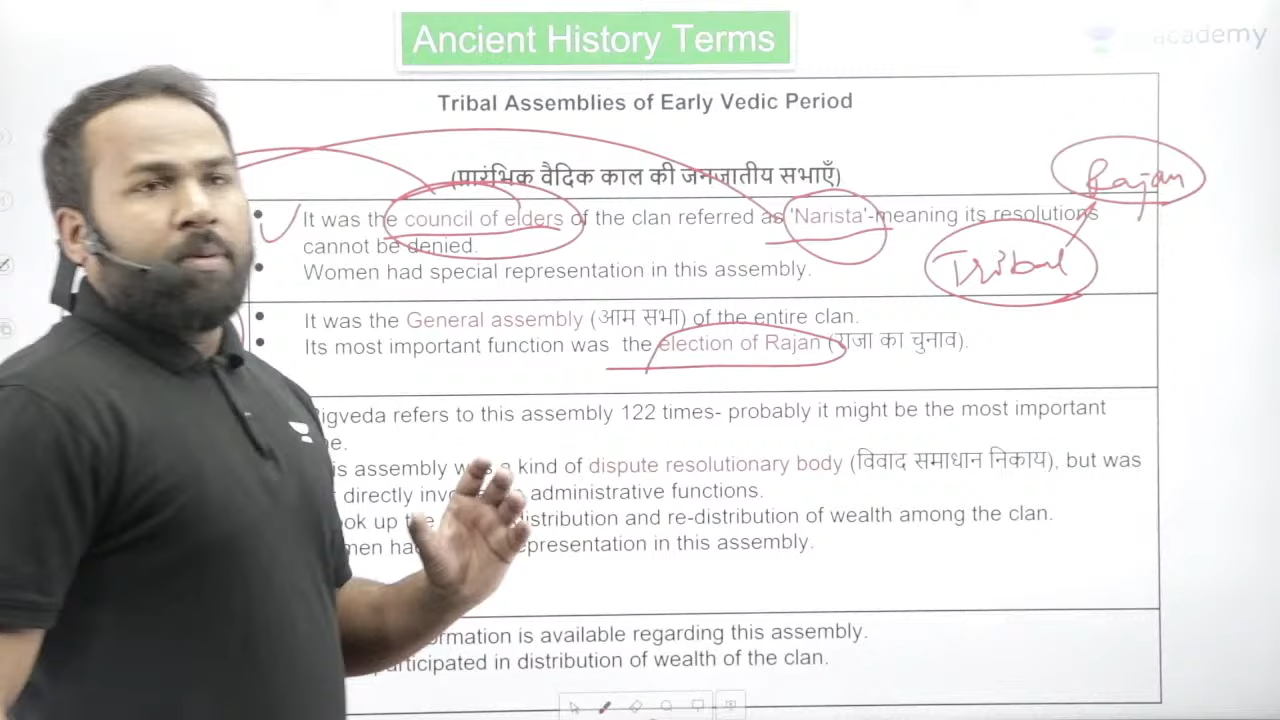 Ancient History Terms
academy
Tribal Assemblies of Early Vedic Period
(प्रारंभिक वैदिक काल की जनजातीय सभाएँ)
Rajan
It was the council of elders of the clan referred as 'Narista'-meaning its resolutions
cannot be denied.
Tribal
Women had special representation in this assembly.
It was the General assembly (आम सभा) of the entire clan.
Its most important function was the election of Rajan (राजा का चुनाव).
Rigveda refers to this assembly 122 times- probably it might be the most important
assembly was a kind of dispute resolutionary body (विवाद समाधान निकाय), but was
directly administrative functions.
up distribution and re-distribution of wealth among the clan.
representation in this assembly.
is available regarding this assembly.
participated in distribution of wealth of the clan.